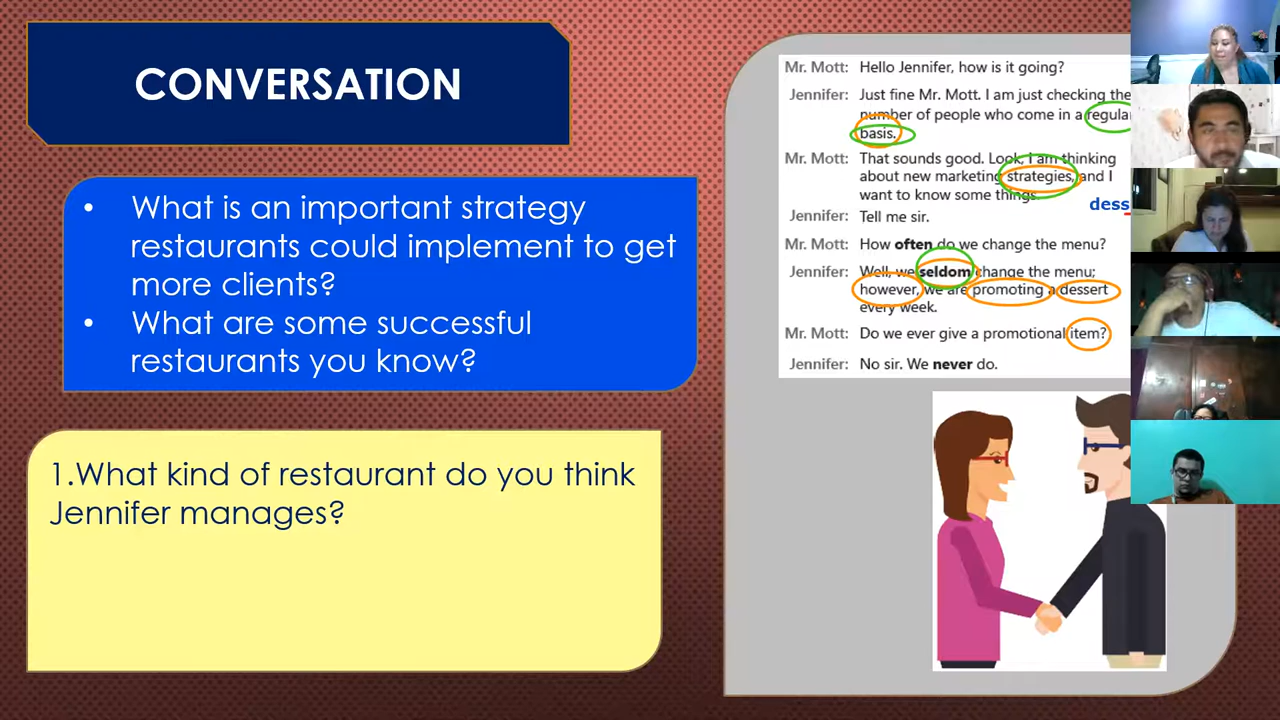 CONVERSATION
• What is an important strategy
restaurants could implement to get
more clients?
• What are some successful
restaurants you know?
1.What kind of restaurant do you think
Jennifer manages?
Mr. Mott: Hello Jennifer, how is it going?
Jennifer: Just fine Mr. Mott. I am just checking the
number of people who come in a
basis.
Mr. Mott: That sounds good. Look, I am thinking
about new marketing strategies, and I
want to know some things.
Jennifer: Tell me sir.
Mr. Mott: How often do we change the menu?
Jennifer: Well, we seldom change the menu;
however, we are promoting a dessert
every week.
Mr. Mott: Do we ever give a promotional item?
Jennifer: No sir. We never do.